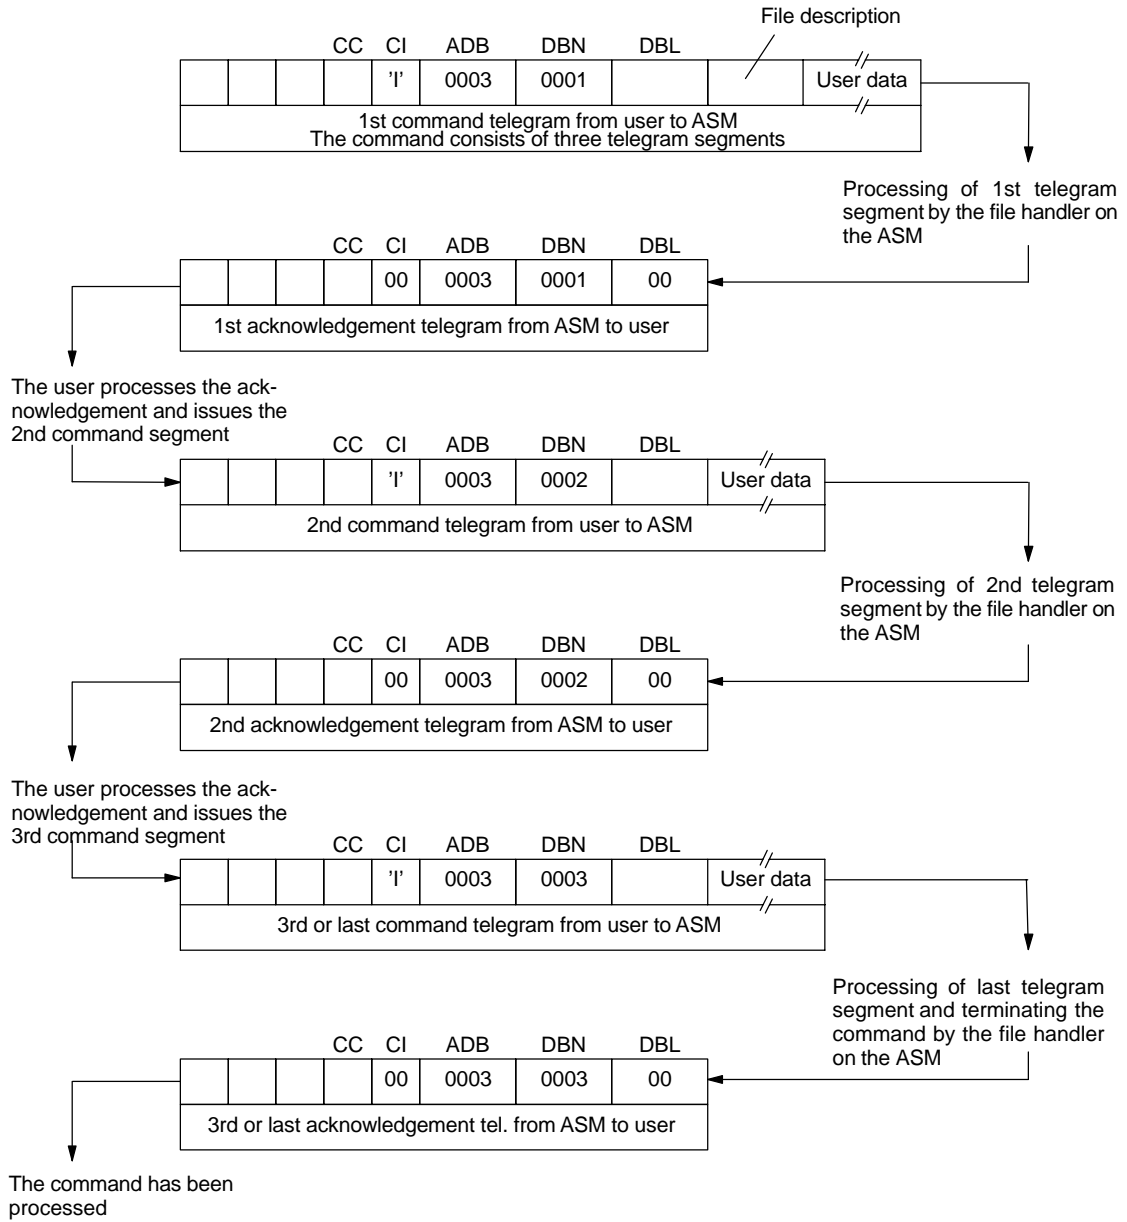 File description
CC CI ADB DBN DBL
'I' 0003 0001 User data
1st command telegram from user to ASM
The command consists of three telegram segments
Processing of 1st telegram
segment by the file handler on
the ASM
CC CI ADB DBN DBL
00 0003 0001 00
1st acknowledgement telegram from ASM to user
The user processes the ack-
nowledgement and issues the
2nd command segment
CC CI ADB DBN DBL
'I' 0003 0002 User data
2nd command telegram from user to ASM
Processing of 2nd telegram
segment by the file handler on
the ASM
CC CI ADB DBN DBL
00 0003 0002 00
2nd acknowledgement telegram from ASM to user
The user processes the ack-
nowledgement and issues the
3rd command segment
CC CI ADB DBN DBL
'I' 0003 0003 User data
3rd or last command telegram from user to ASM
Processing of last telegram
segment and terminating the
command by the file handler
on the ASM
CC CI ADB DBN DBL
00 0003 0003 00
3rd or last acknowledgement tel. from ASM to user
The command has been
processed